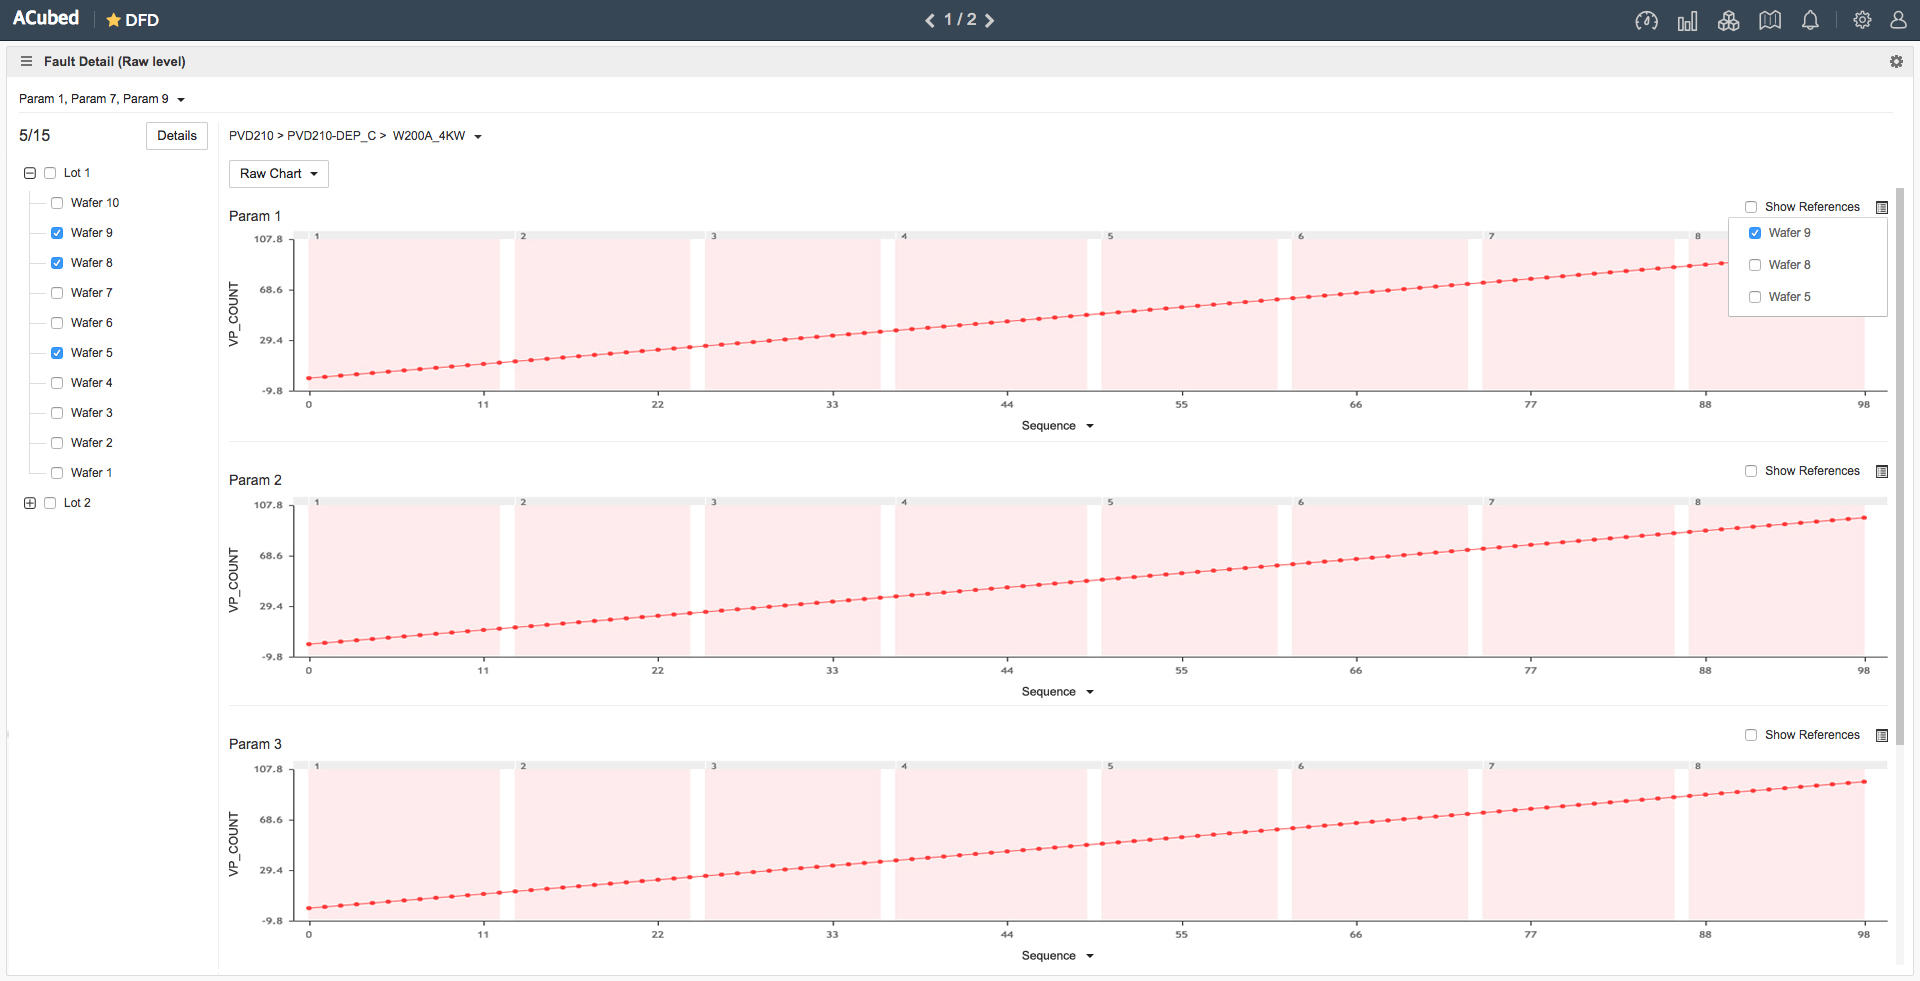 ACubed DFD 1 / 2
Fault Detail (Raw level)
Param 1, Param 7, Param 9
5/15 Details
Lot 1
Wafer 10
Wafer 9
Wafer 8
Wafer 7
Wafer 6
Wafer 5
Wafer 4
Wafer 3
Wafer 2
Wafer 1
Lot 2
PVD210 > PVD210-DEP_C > W200A_4KW
Raw Chart
Param 1
Show References
Wafer 9
Wafer 8
Wafer 5
1 2 3 4 5 6 7 8
107.8
68.6
29.4
-9.8
VP_COUNT
0 11 22 33 44 55 66 77 88 98
Sequence
Param 2
Show References
1 2 3 4 5 6 7 8
107.8
68.6
29.4
-9.8
VP_COUNT
0 11 22 33 44 55 66 77 88 98
Sequence
Param 3
Show References
1 2 3 4 5 6 7 8
107.8
68.6
29.4
-9.8
VP_COUNT
0 11 22 33 44 55 66 77 88 98
Sequence